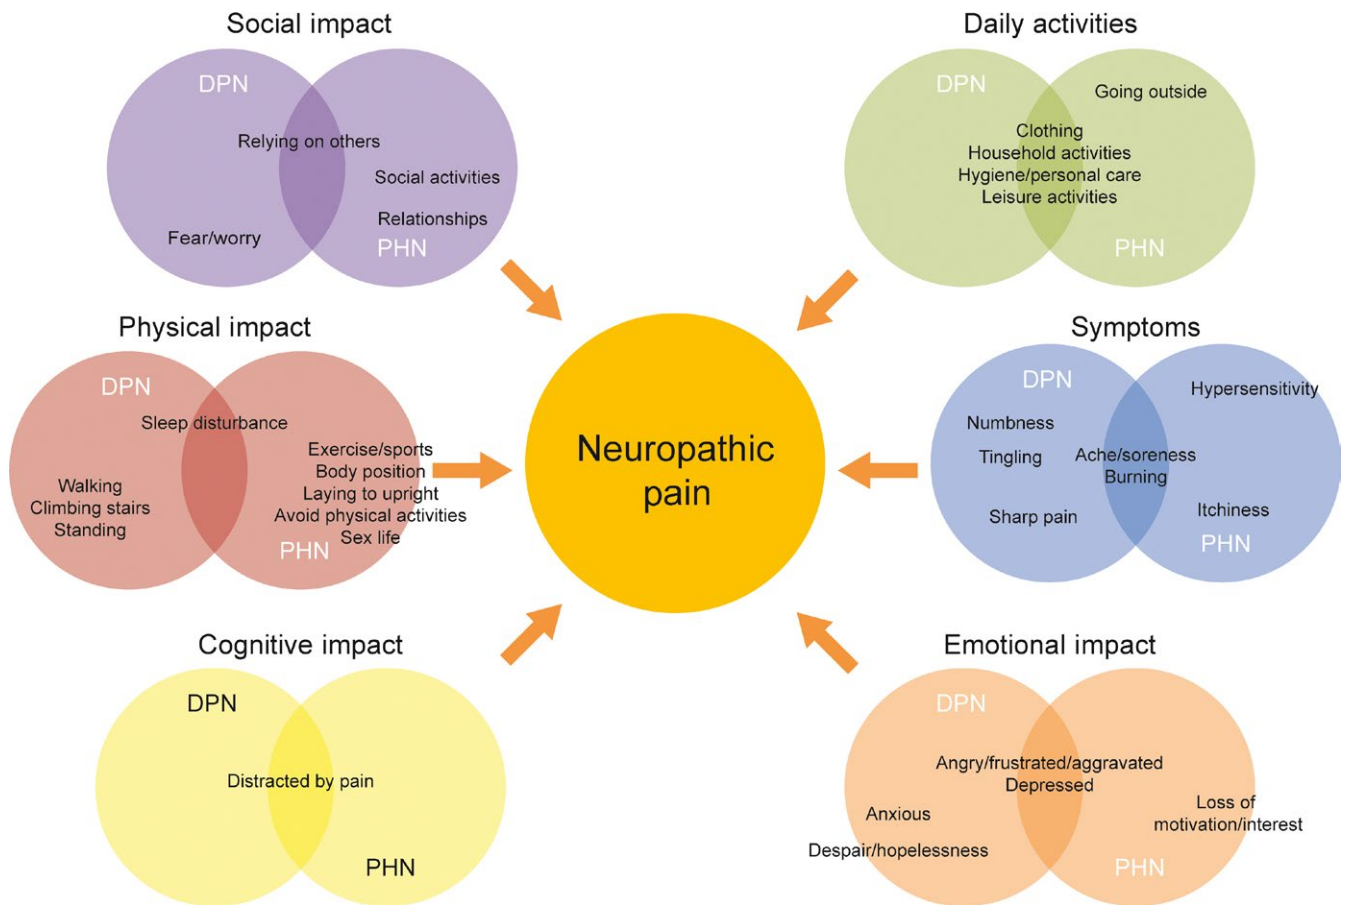 Social impact
DPN
Relying on others
Social activities
Relationships
Fear/worry
PHN
Daily activities
DPN
Going outside
Clothing
Household activities
Hygiene/personal care
Leisure activities
PHN
Physical impact
DPN
Sleep disturbance
Exercise/sports
Body position
Laying to upright
Avoid physical activities
Sex life
Walking
Climbing stairs
Standing
PHN
Neuropathic
pain
Symptoms
DPN
Hypersensitivity
Numbness
Tingling
Ache/soreness
Burning
Sharp pain
Itchiness
PHN
Cognitive impact
DPN
Distracted by pain
PHN
Emotional impact
DPN
Angry/frustrated/aggravated
Depressed
Anxious
Loss of
motivation/interest
Despair/hopelessness
PHN